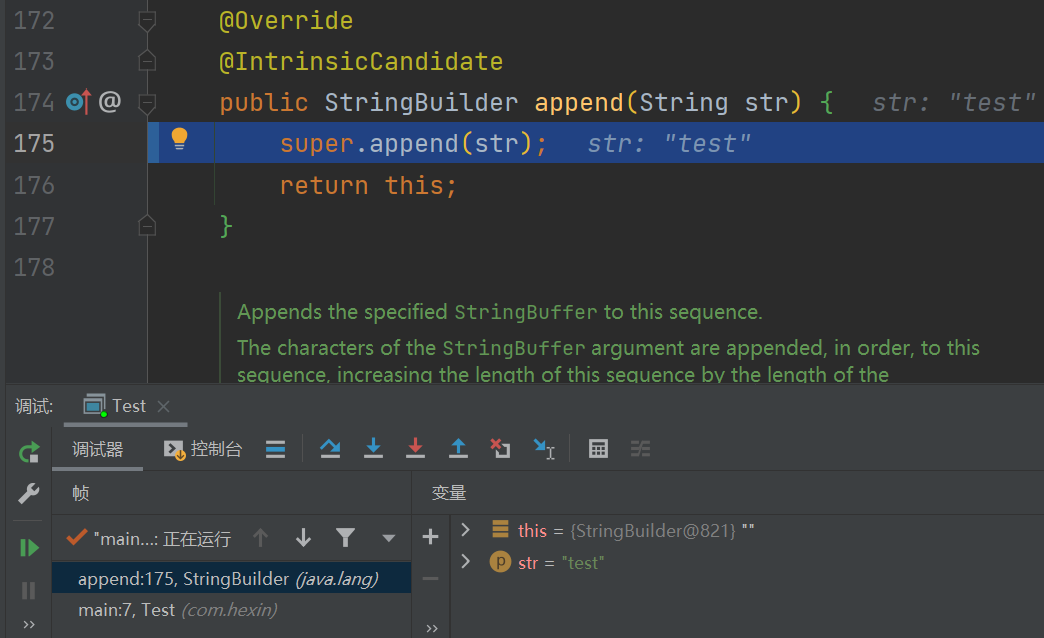 172 @Override
173 @IntrinsicCandidate
174 @ public StringBuilder append(String str) { str: "test"
175 super.append(str); str: "test"
176 return this;
177 }
178
Appends the specified StringBuffer to this sequence.
The characters of the StringBuffer argument are appended, in order, to this
sequence, increasing the length of this sequence by the length of the
调试: Test
调试器 控制台
帧 变量
"main...: 正在运行
this = {StringBuilder@821} ""
append:175, StringBuilder (java.lang)
p str = "test"
main:7, Test (com.hexin)